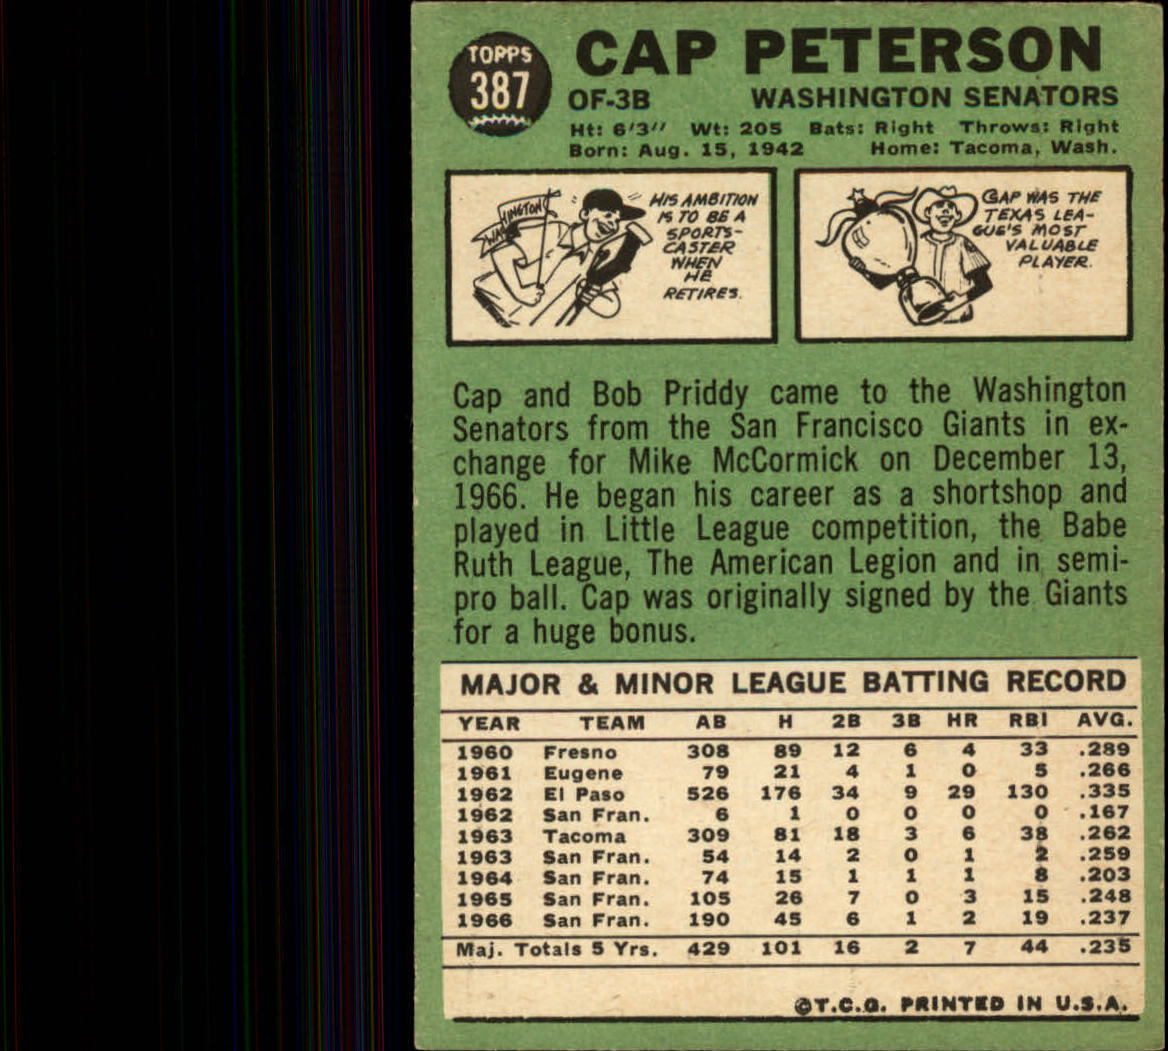 TOPPS
387
CAP PETERSON
OF-3B WASHINGTON SENATORS
Ht: 6'3" Wt: 205 Bats: Right Throws: Right
Born: Aug. 15, 1942 Home: Tacoma, Wash.
WASHINGTON
HIS AMBITION
IS TO BE A
SPORTS-
CASTER
WHEN
HE
RETIRES.
CAP WAS THE
TEXAS LEA-
GUE'S MOST
VALUABLE
PLAYER.
Cap and Bob Priddy came to the Washington
Senators from the San Francisco Giants in ex-
change for Mike McCormick on December 13,
1966. He began his career as a shortshop and
played in Little League competition, the Babe
Ruth League, The American Legion and in semi-
pro ball. Cap was originally signed by the Giants
for a huge bonus.
MAJOR & MINOR LEAGUE BATTING RECORD
YEAR TEAM AB H 2B 3B HR RBI AVG.
1960 Fresno 308 89 12 6 4 33 .289
1961 Eugene 79 21 4 1 0 5 .266
1962 El Paso 526 176 34 9 29 130 .335
1962 San Fran. 6 1 0 0 0 0 .167
1963 Tacoma 309 81 18 3 6 38 .262
1963 San Fran. 54 14 2 0 1 2 .259
1964 San Fran. 74 15 1 1 1 8 .203
1965 San Fran. 105 26 7 0 3 15 .248
1966 San Fran. 190 45 6 1 2 19 .237
Maj. Totals 5 Yrs. 429 101 16 2 7 44 .235
©T.C.G. PRINTED IN U.S.A.